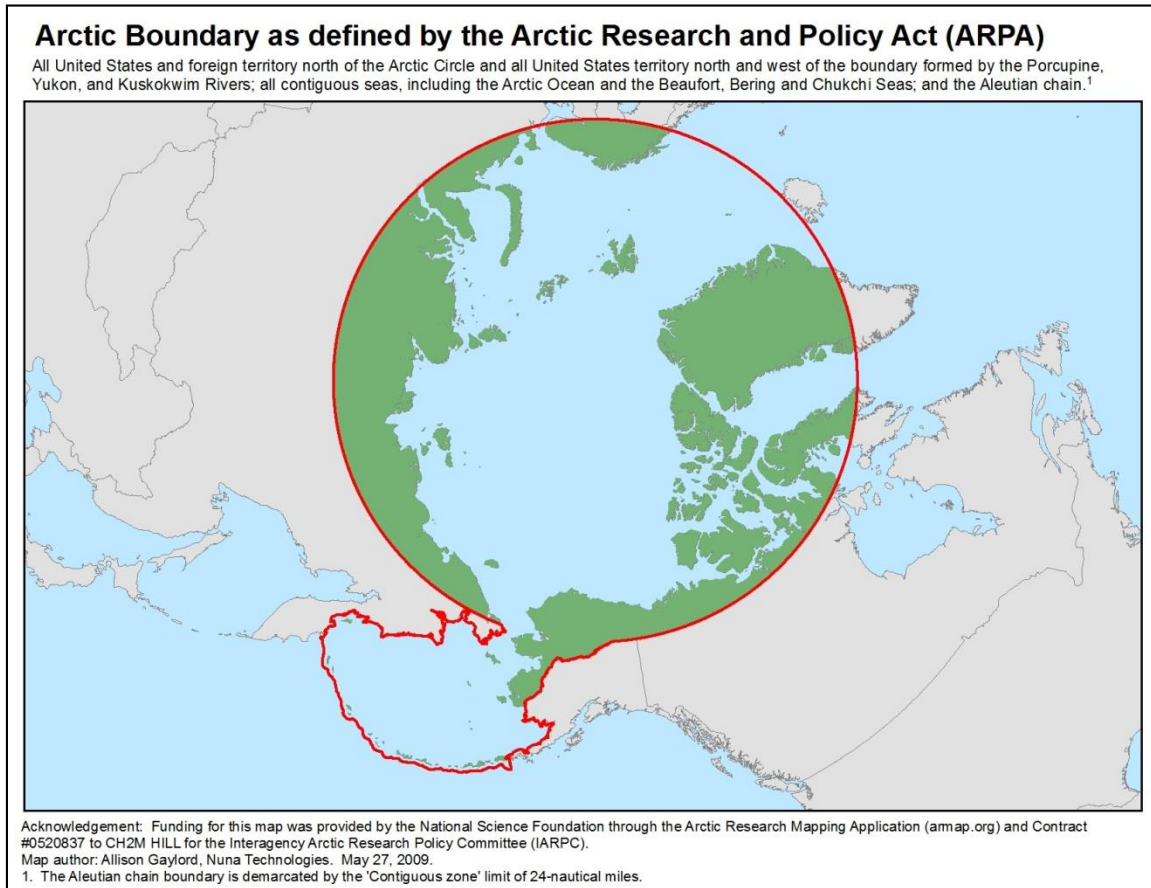 Arctic Boundary as defined by the Arctic Research and Policy Act (ARPA)
All United States and foreign territory north of the Arctic Circle and all United States territory north and west of the boundary formed by the Porcupine,
Yukon, and Kuskokwim Rivers; all contiguous seas, including the Arctic Ocean and the Beaufort, Bering and Chukchi Seas; and the Aleutian chain.¹
Acknowledgement: Funding for this map was provided by the National Science Foundation through the Arctic Research Mapping Application (armap.org) and Contract
#0520837 to CH2M HILL for the Interagency Arctic Research Policy Committee (IARPC).
Map author: Allison Gaylord, Nuna Technologies. May 27, 2009.
1. The Aleutian chain boundary is demarcated by the 'Contiguous zone' limit of 24-nautical miles.